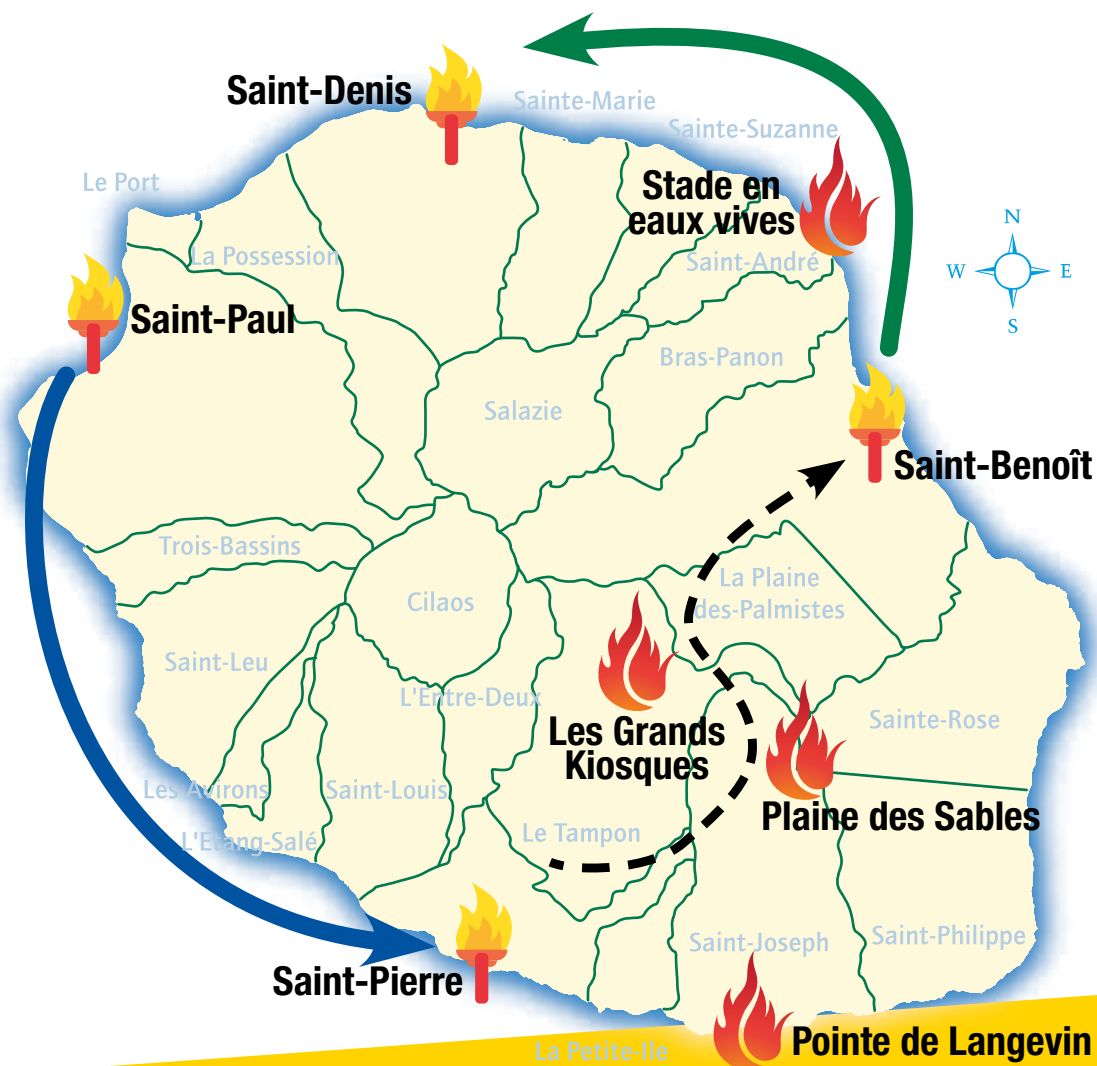 Saint-Denis
Sainte-Marie
Sainte-Suzanne
Le Port
Stade en
eaux vives
La Possession
Saint-André
N
W
E
S
Saint-Paul
Bras-Panon
Salazie
Saint-Benoît
Trois-Bassins
La Plaine
des-Palmistes
Cilaos
Saint-Leu
L'Entre-Deux
Sainte-Rose
Les Grands
Kiosques
Les Avirons
Saint-Louis
Plaine des Sables
L'Etang-Salé
Le Tampon
Saint-Joseph
Saint-Philippe
Saint-Pierre
Pointe de Langevin
La Petite-Ile